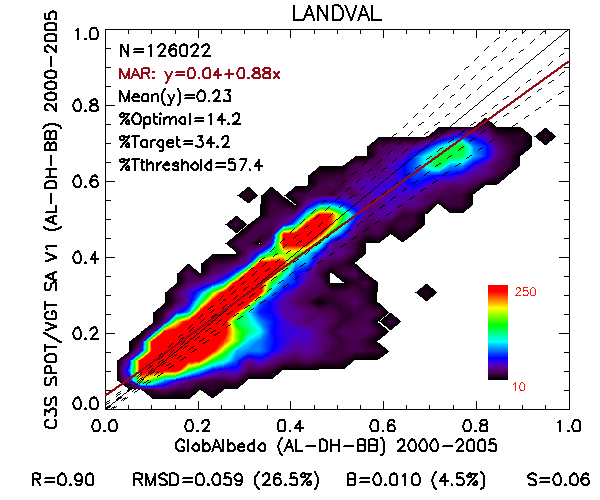 LANDVAL
C3S SPOT/VGT SA V1 (AL-DH-BB) 2000-2005
1.0
0.8
0.6
0.4
0.2
0.0
N=126022
MAR: y=0.04+0.88x
Mean(y)=0.23
%Optimal=14.2
%Target=34.2
%Tthreshold=57.4
250
10
0.0 0.2 0.4 0.6 0.8 1.0
GlobAlbedo (AL-DH-BB) 2000-2005
R=0.90 RMSD=0.059 (26.5%) B=0.010 (4.5%) S=0.06